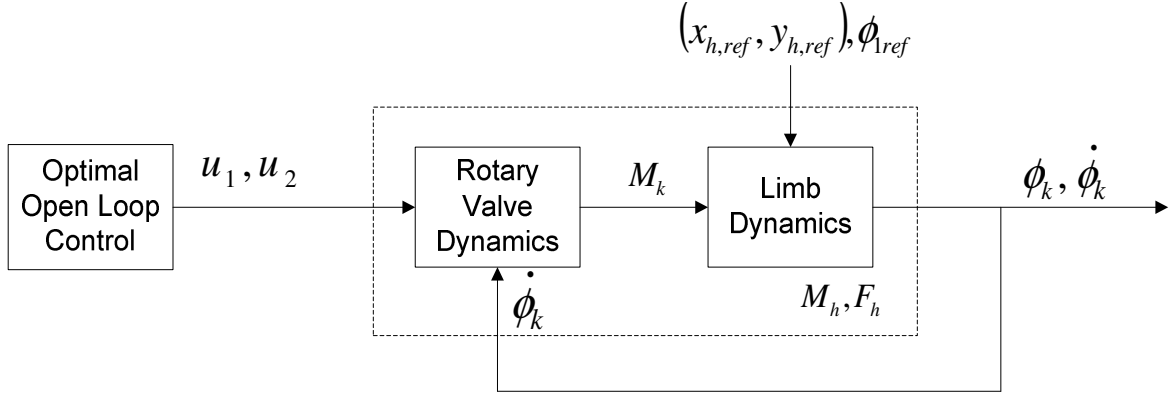 (x_{h,ref}, y_{h,ref}), ϕ_{1ref}
Optimal
Open Loop
Control
u_1, u_2
Rotary
Valve
Dynamics
M_k
Limb
Dynamics
ϕ_k, ϕ̇_k
M_h, F_h
ϕ̇_k